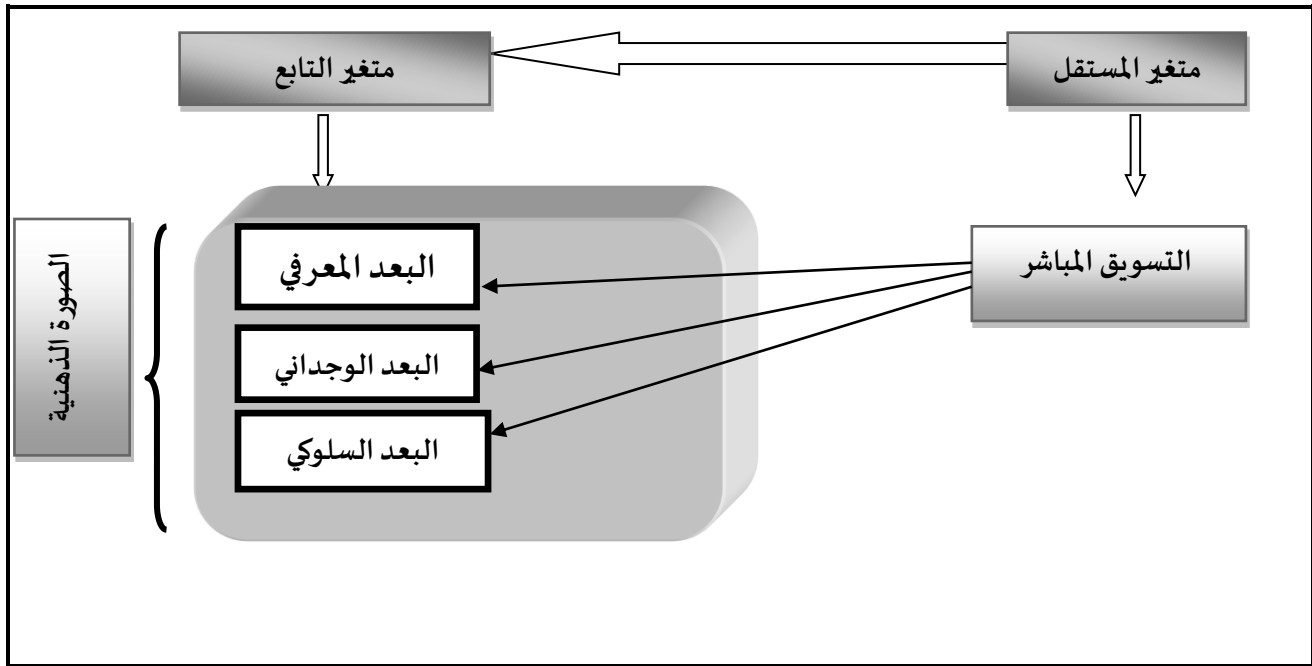 متغير المستقل
متغير التابع
التسويق المباشر
البعد المعرفي
البعد الوجداني
البعد السلوكي
الصورة الذهنية